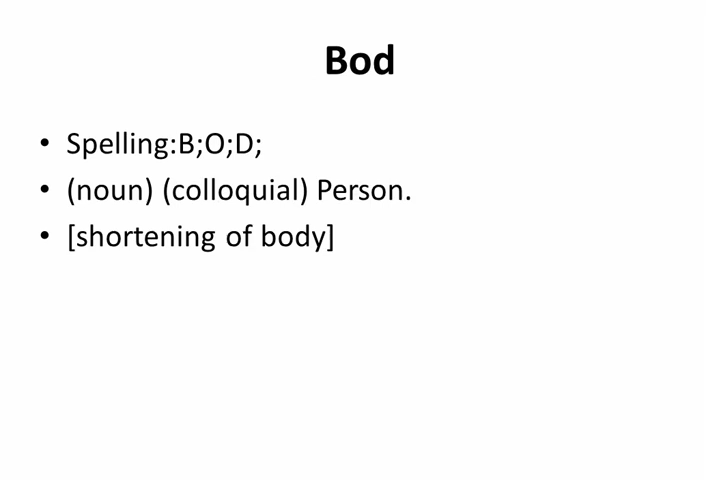 Bod
• Spelling:B;O;D;
• (noun) (colloquial) Person.
• [shortening of body]